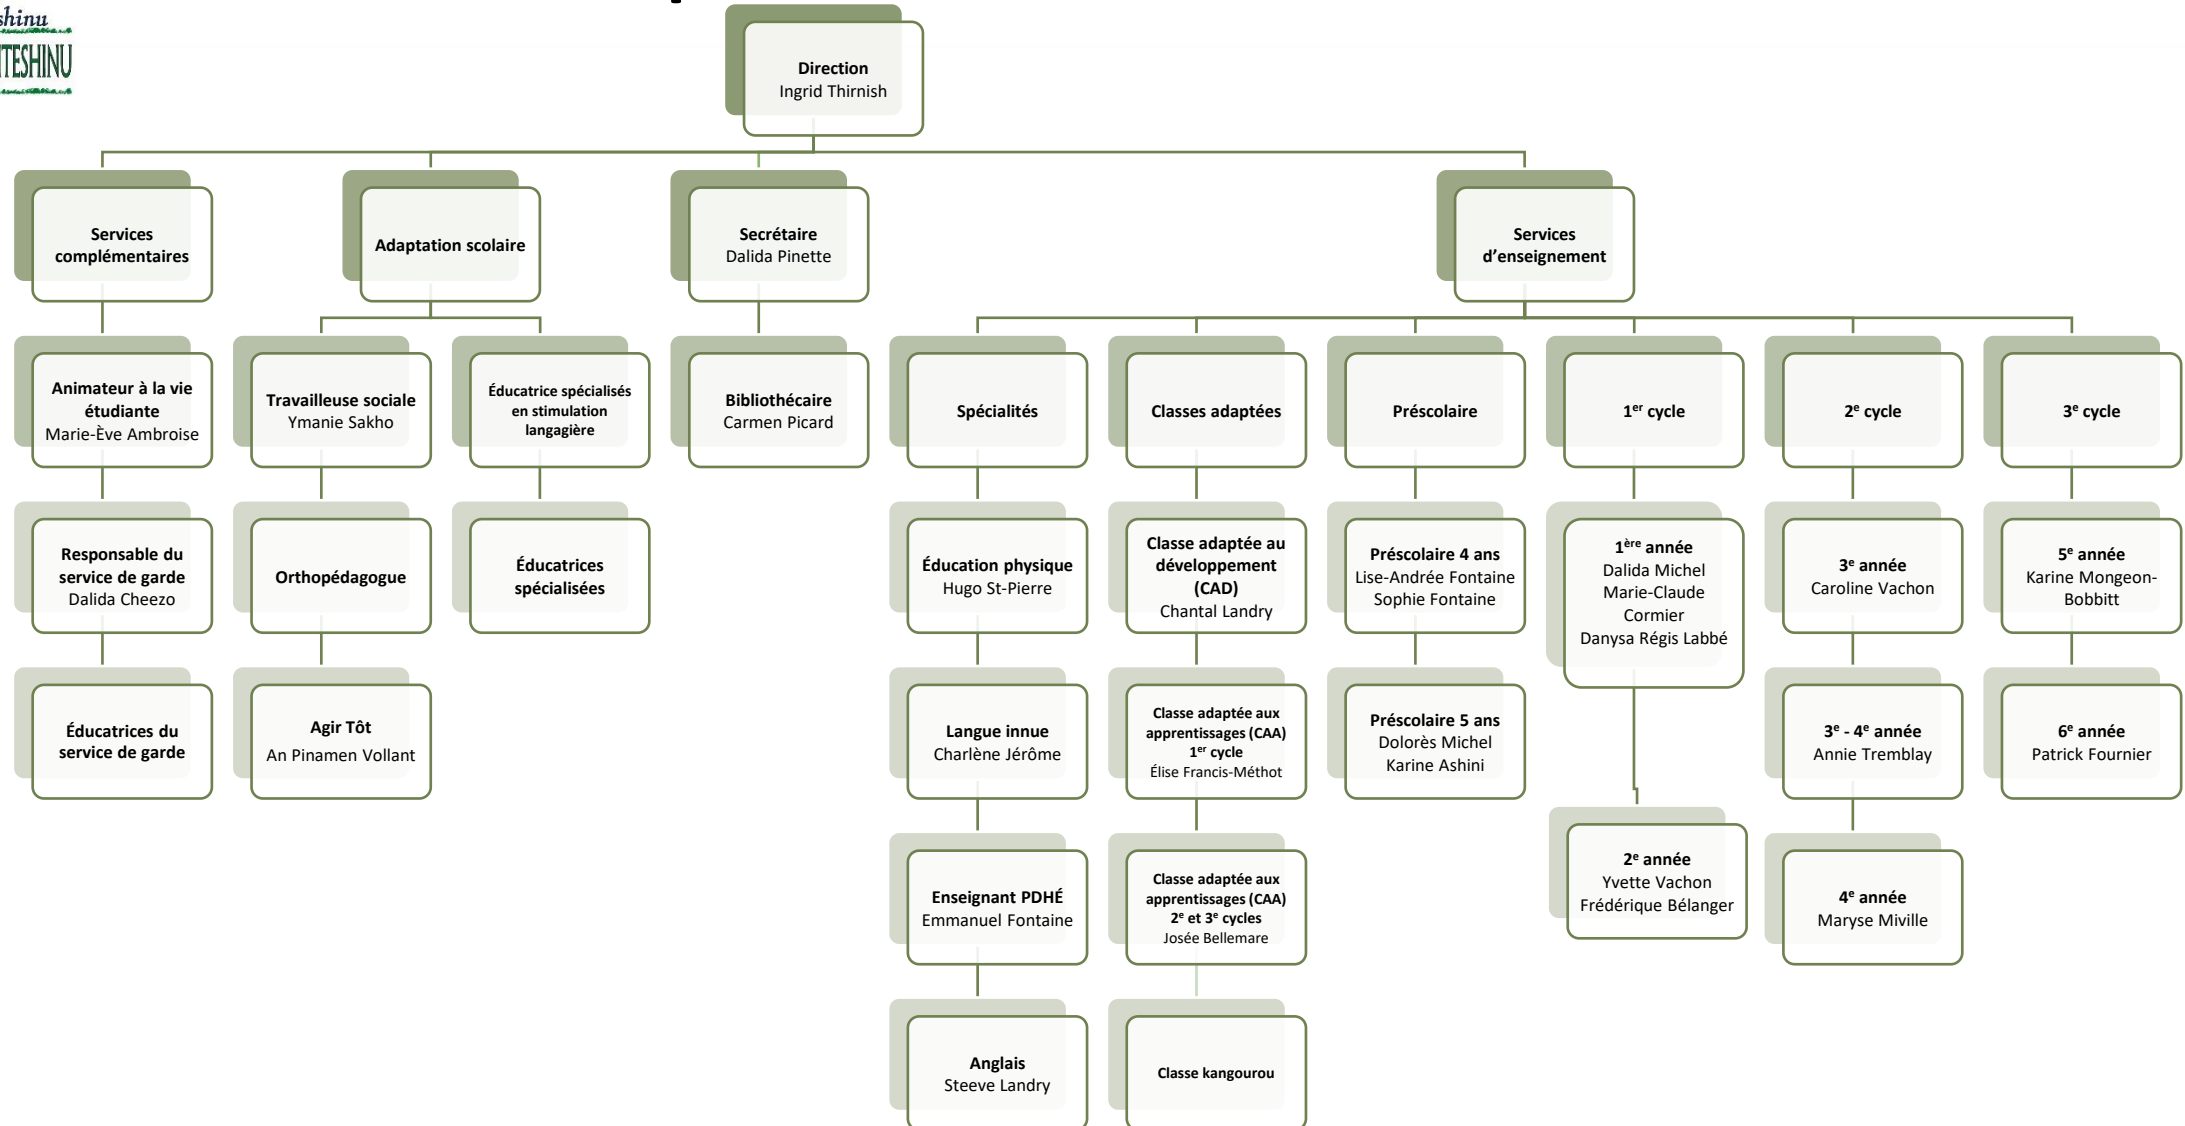 shinu
TESHINU
Direction
Ingrid Thirnish
Services
complémentaires
Adaptation scolaire
Secrétaire
Dalida Pinette
Services
d’enseignement
Animateur à la vie
étudiante
Marie-Ève Ambroise
Travailleuse sociale
Ymanie Sakho
Éducatrice spécialisés
en stimulation
langagière
Bibliothécaire
Carmen Picard
Spécialités
Classes adaptées
Préscolaire
1er cycle
2e cycle
3e cycle
Responsable du
service de garde
Dalida Cheezo
Orthopédagogue
Éducatrices
spécialisées
Éducation physique
Hugo St-Pierre
Classe adaptée au
développement
(CAD)
Chantal Landry
Préscolaire 4 ans
Lise-Andrée Fontaine
Sophie Fontaine
1ère année
Dalida Michel
Marie-Claude
Cormier
Danysa Régis Labbé
3e année
Caroline Vachon
5e année
Karine Mongeon-
Bobbitt
Éducatrices du
service de garde
Agir Tôt
An Pinamen Vollant
Langue innue
Charlène Jérôme
Classe adaptée aux
apprentissages (CAA)
1er cycle
Élise Francis-Méthot
Préscolaire 5 ans
Dolorès Michel
Karine Ashini
3e - 4e année
Annie Tremblay
6e année
Patrick Fournier
Enseignant PDHÉ
Emmanuel Fontaine
Classe adaptée aux
apprentissages (CAA)
2e et 3e cycles
Josée Bellemare
2e année
Yvette Vachon
Frédérique Bélanger
4e année
Maryse Miville
Anglais
Steeve Landry
Classe kangourou